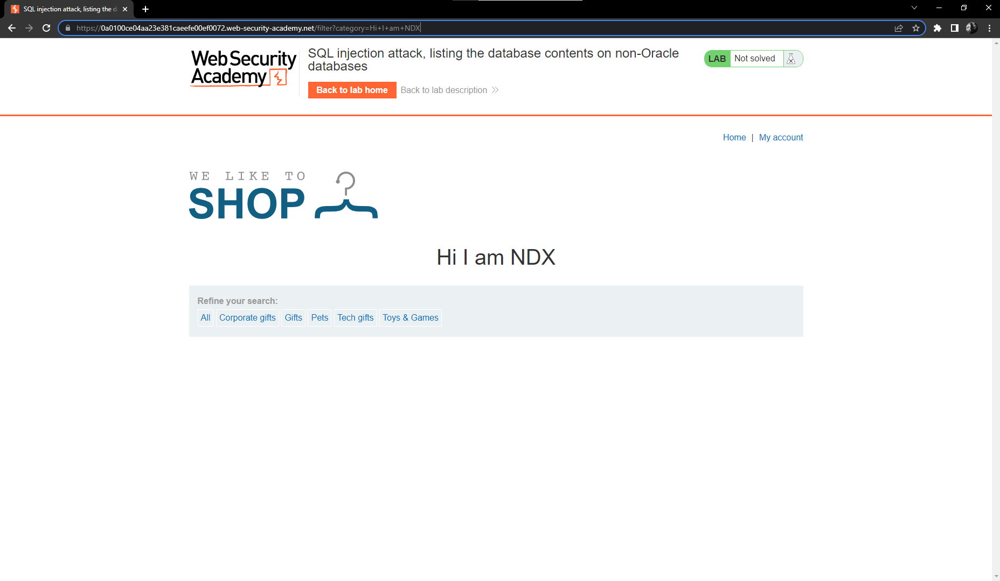 SQL injection attack, listing the d
https://0a0100ce04aa23e381caeefe00ef0072.web-security-academy.net/filter?category=Hi+I+am+NDX
WebSecurity
Academy
SQL injection attack, listing the database contents on non-Oracle
databases
LAB Not solved
Back to lab home Back to lab description
Home | My account
WE LIKE TO
SHOP
Hi I am NDX
Refine your search:
All Corporate gifts Gifts Pets Tech gifts Toys & Games